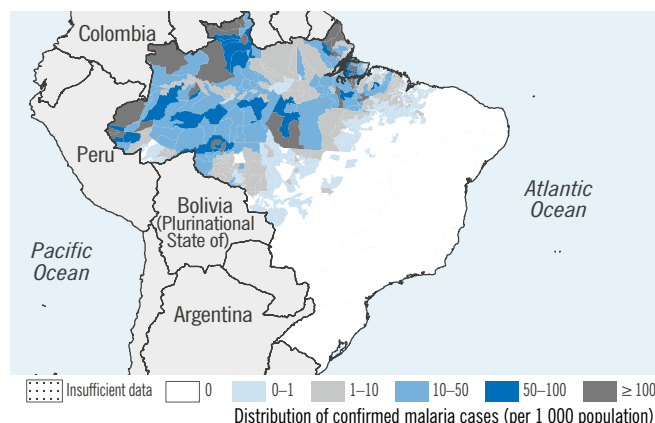 Colombia
Peru
Bolivia
(Plurinational
State of)
Atlantic
Ocean
Pacific
Ocean
Argentina
Insufficient data 0 0–1 1–10 10–50 50–100 ≥ 100
Distribution of confirmed malaria cases (per 1 000 population)